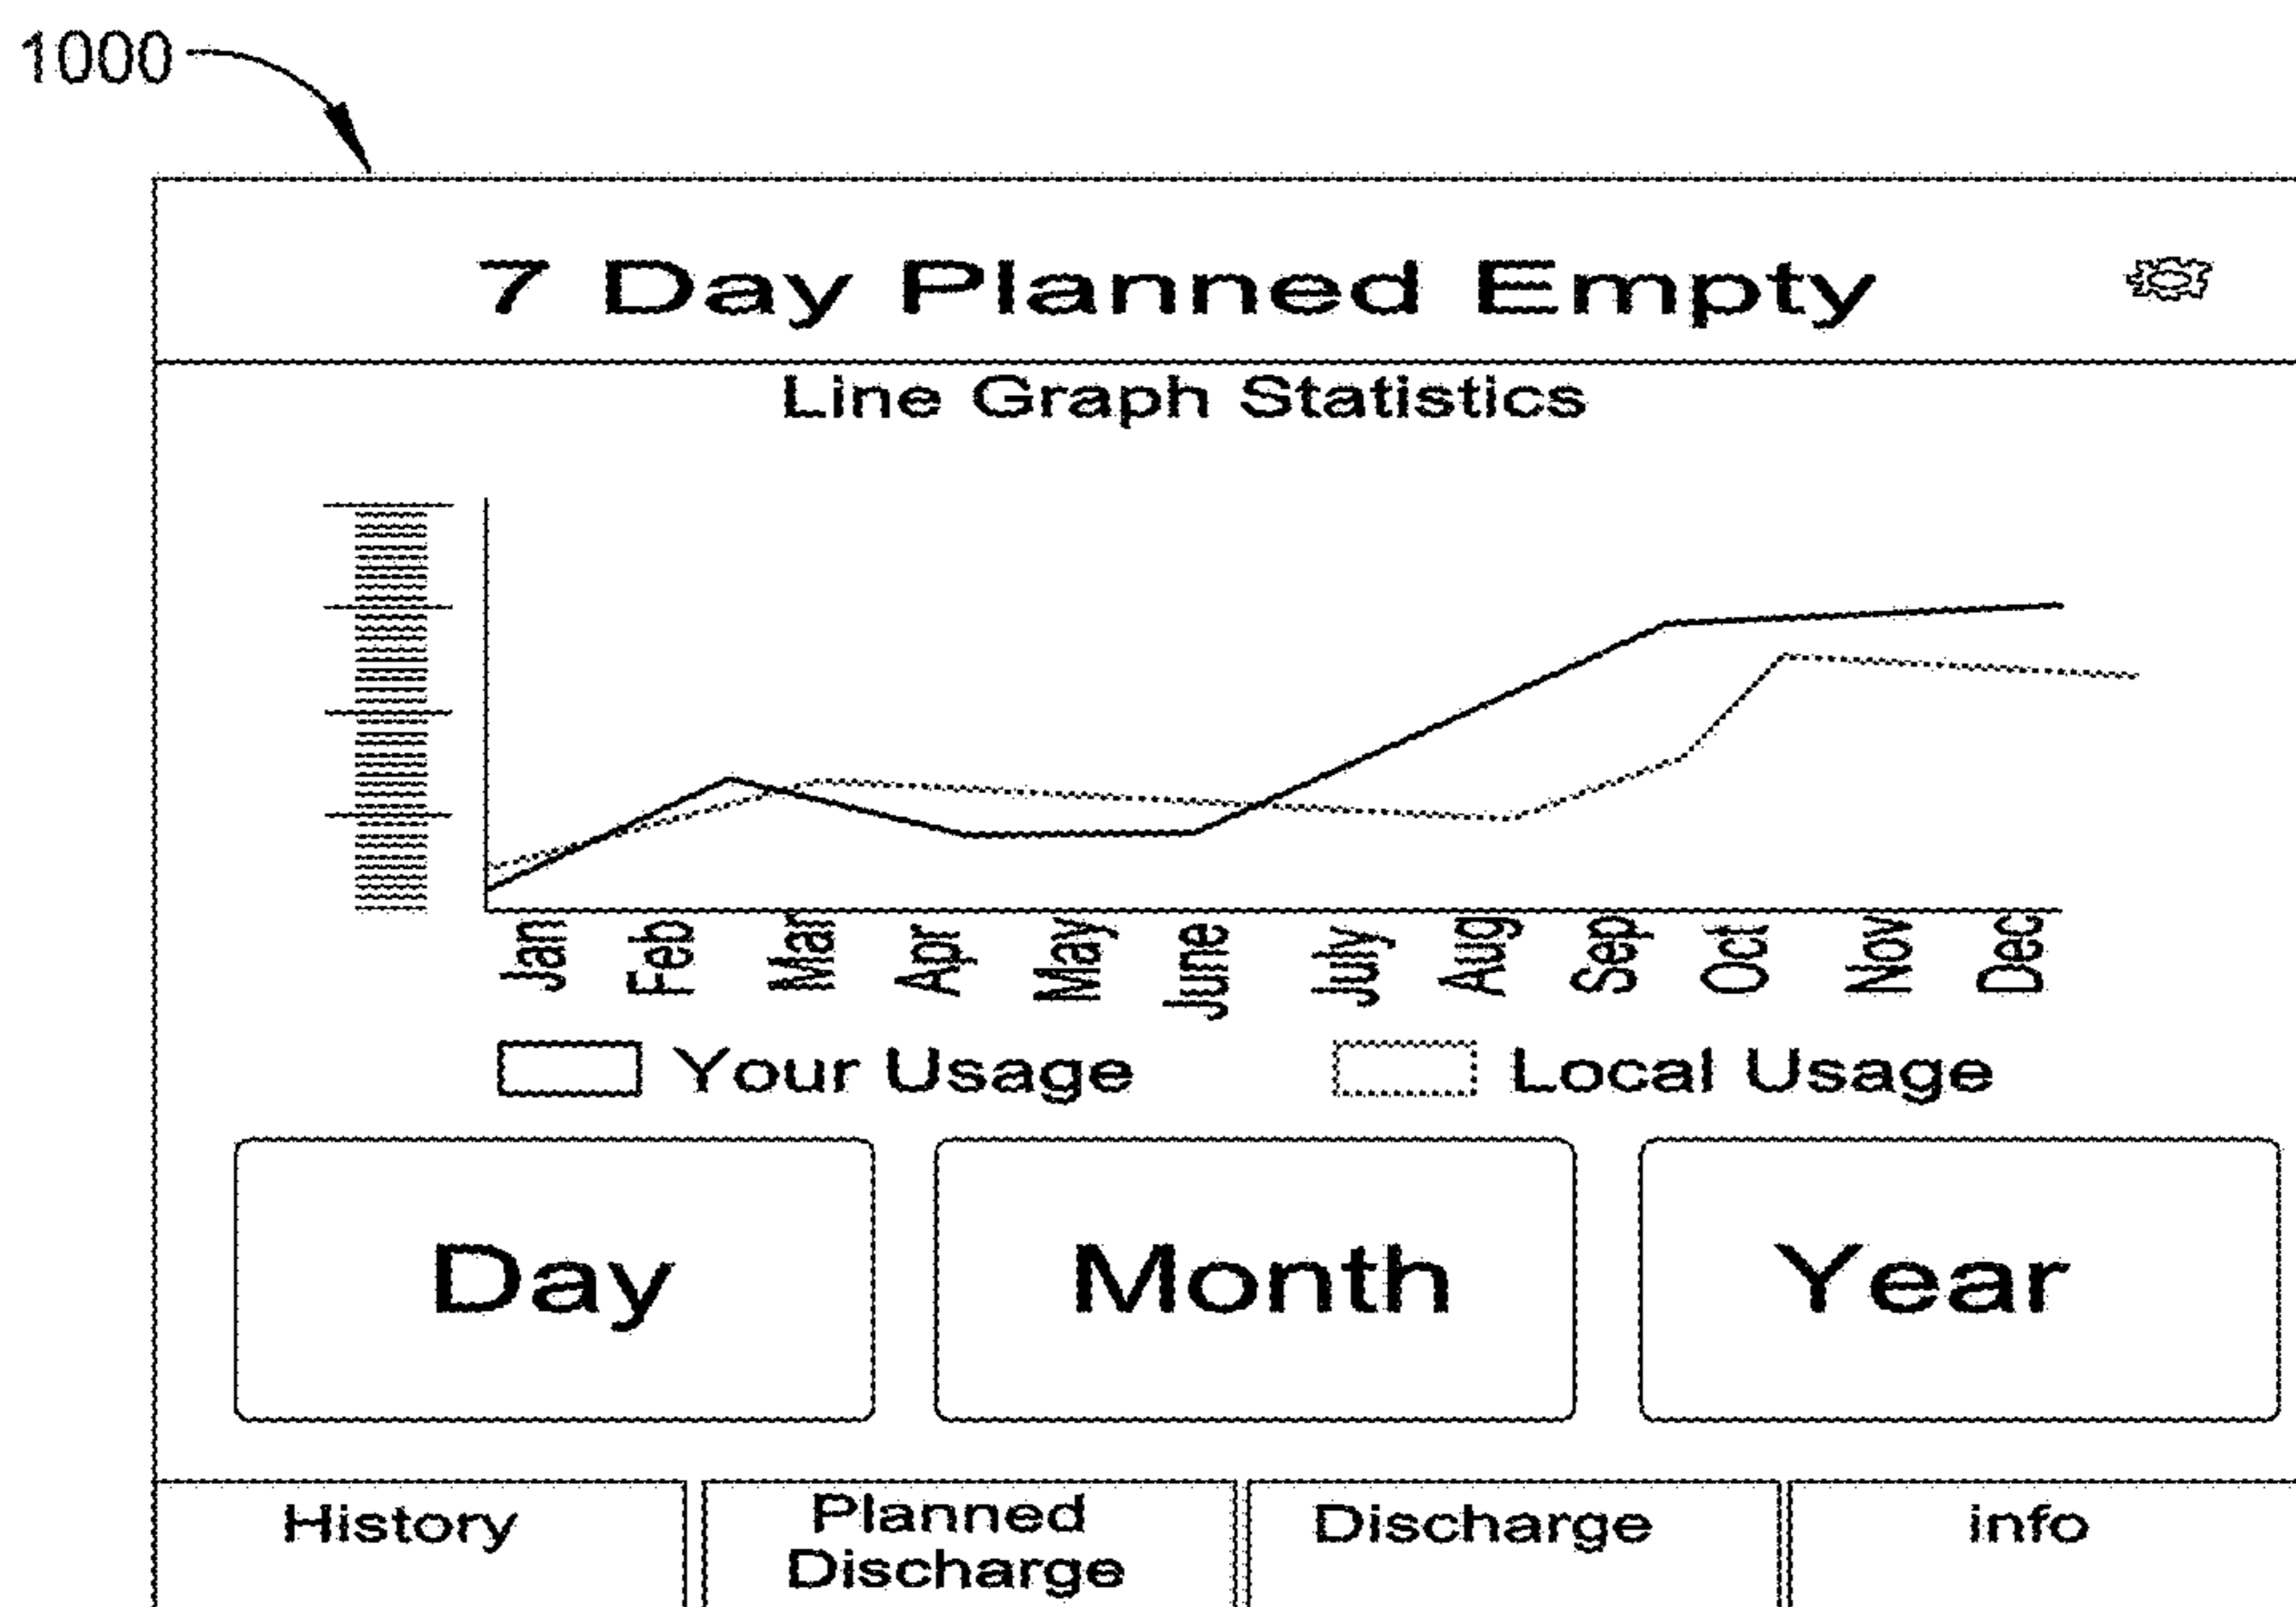 1000
7 Day Planned Empty
Line Graph Statistics
Jan Feb Mar Apr May June July Aug Sep Oct Nov Dec
Your Usage Local Usage
Day Month Year
History Planned Discharge Discharge info